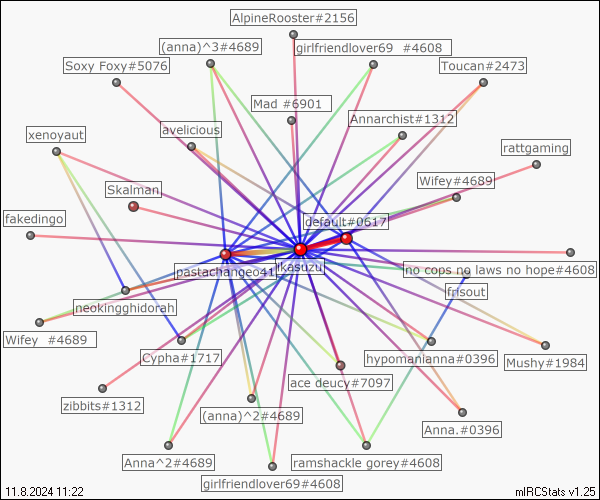 AlpineRooster#2156
(anna)^3#4689
girlfriendlover69 #4608
Soxy Foxy#5076
Toucan#2473
Mad #6901
Annarchist#1312
xenoyaut
avelicious
rattgaming
Skalman
Wifey#4689
fakedingo
default#0617
pastachangeo41
ikasuzu
no cops no laws no hope#4608
frisout
neokingghidorah
Wifey #4689
Cypha#1717
hypomanianna#0396
Mushy#1984
ace deucy#7097
zibbits#1312
(anna)^2#4689
Anna.#0396
Anna^2#4689
ramshackle gorey#4608
girlfriendlover69#4608
11.8.2024 11:22
mIRCStats v1.25